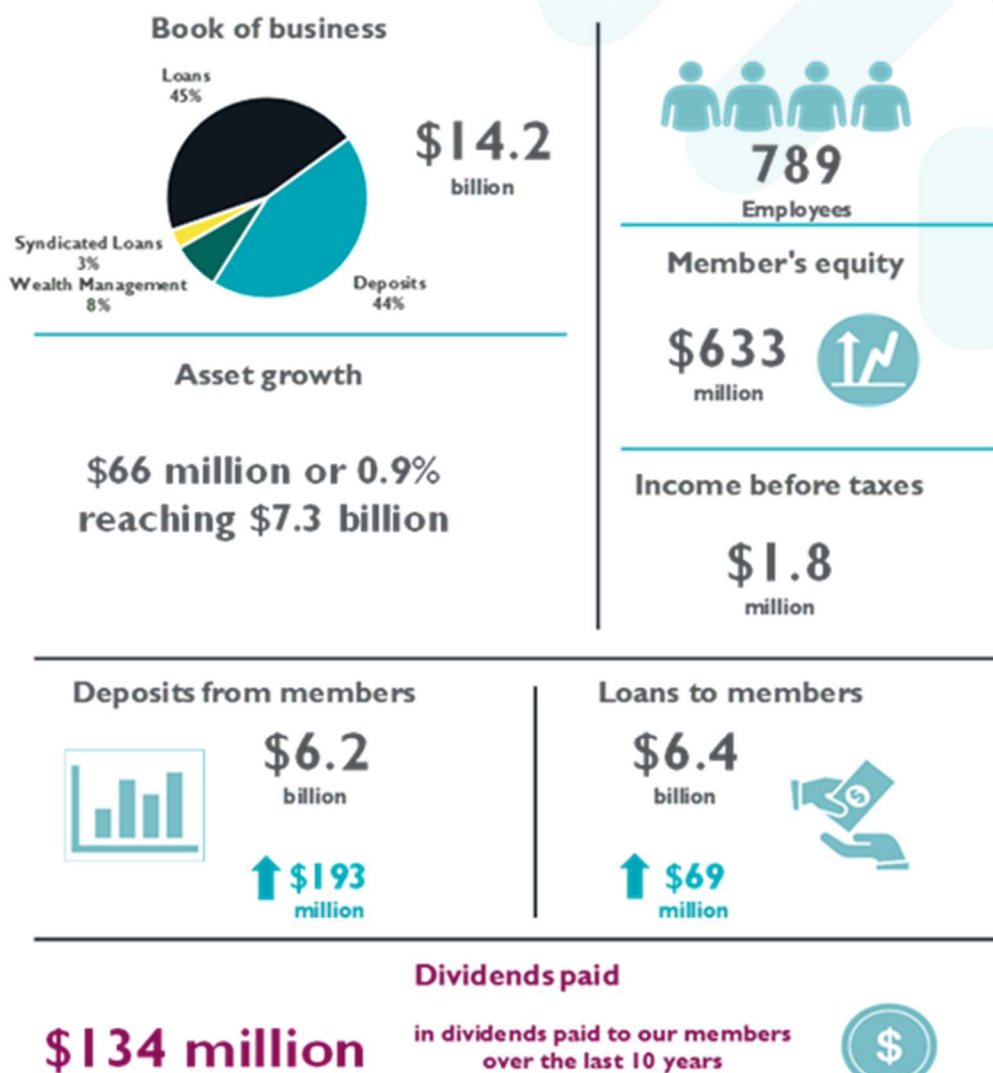 Book of business
Loans
45%
$14.2
billion
Syndicated Loans
3%
Wealth Management
8%
Deposits
44%
789
Employees
Member's equity
$633
million
Asset growth
$66 million or 0.9%
reaching $7.3 billion
Income before taxes
$1.8
million
Deposits from members
$6.2
billion
$193
million
Loans to members
$6.4
billion
$69
million
$
Dividends paid
$134 million
in dividends paid to our members
over the last 10 years
$